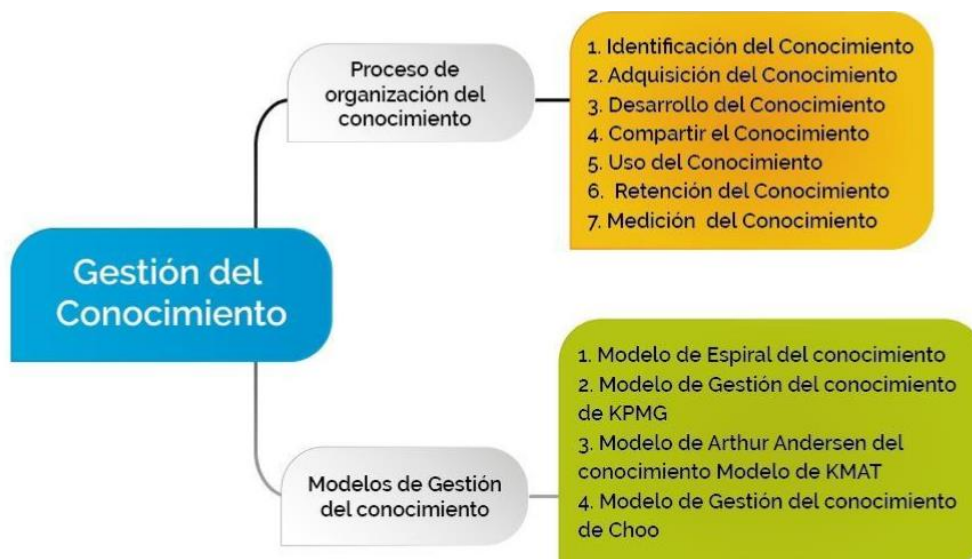 Gestión del
Conocimiento
Proceso de
organización del
conocimiento
1. Identificación del Conocimiento
2. Adquisición del Conocimiento
3. Desarrollo del Conocimiento
4. Compartir el Conocimiento
5. Uso del Conocimiento
6. Retención del Conocimiento
7. Medición del Conocimiento
Modelos de Gestión
del conocimiento
1. Modelo de Espiral del conocimiento
2. Modelo de Gestión del conocimiento
de KPMG
3. Modelo de Arthur Andersen del
conocimiento Modelo de KMAT
4. Modelo de Gestión del conocimiento
de Choo